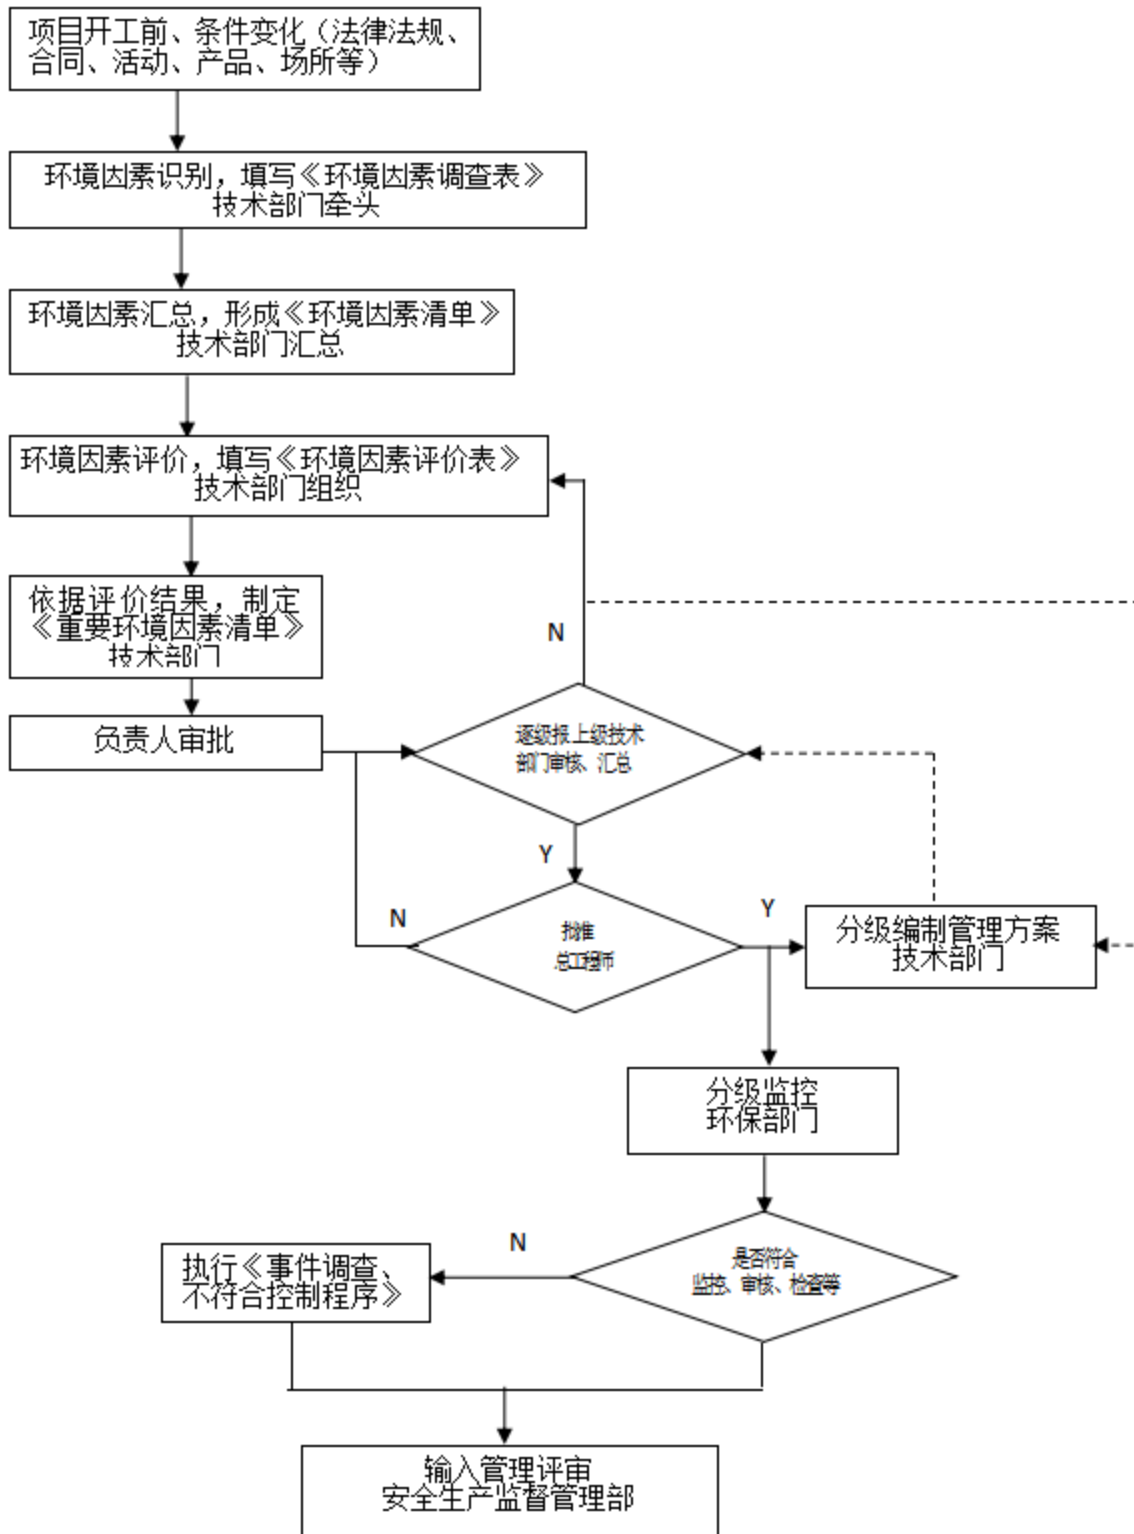 项目开工前、条件变化（法律法规、
合同、活动、产品、场所等）
环境因素识别，填写《环境因素调查表》
技术部门牵头
环境因素汇总，形成《环境因素清单》
技术部门汇总
环境因素评价，填写《环境因素评价表》
技术部门组织
依据评价结果，制定
《重要环境因素清单》
技术部门
N
负责人审批
逐级报上级技术
部门审核、汇总
Y
N
批准
总工程师
Y
分级编制管理方案
技术部门
分级监控
环保部门
N
是否符合
监控、审核、检查等
执行《事件调查、
不符合控制程序》
输入管理评审
安全生产监督管理部